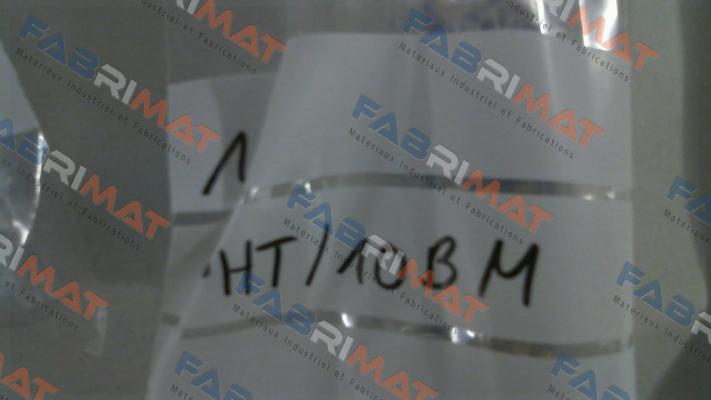 1
HT/10BM
FABRIMAT
Materiaux Industriel et Fabrications